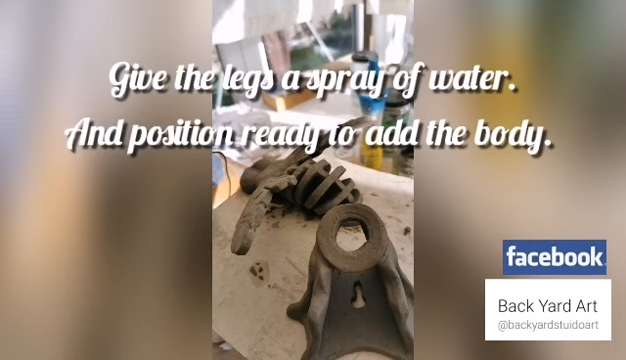 Give the legs a spray of water.
And position ready to add the body.
facebook
Back Yard Art
@backyardstuidoart